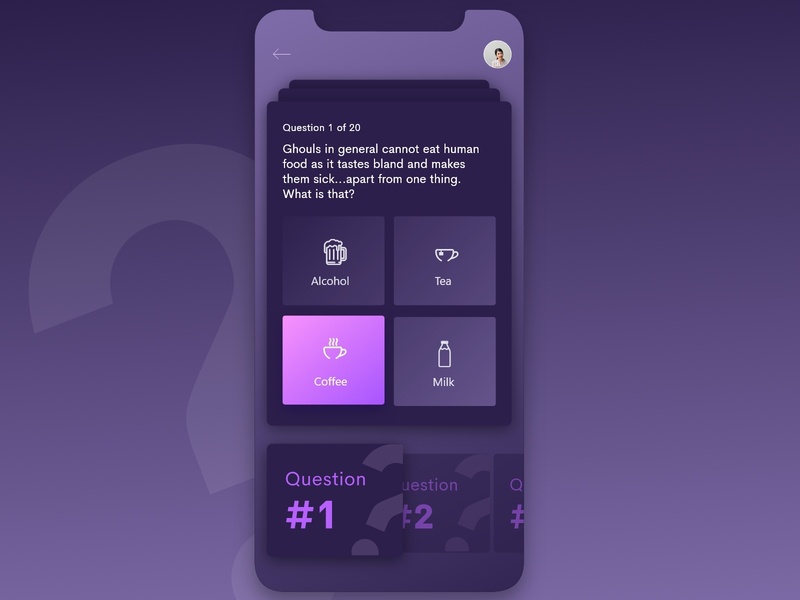 Question 1 of 20
Ghouls in general cannot eat human
food as it tastes bland and makes
them sick...apart from one thing.
What is that?
Alcohol
Tea
Coffee
Milk
Question
#1
uestion
#2
Q
#